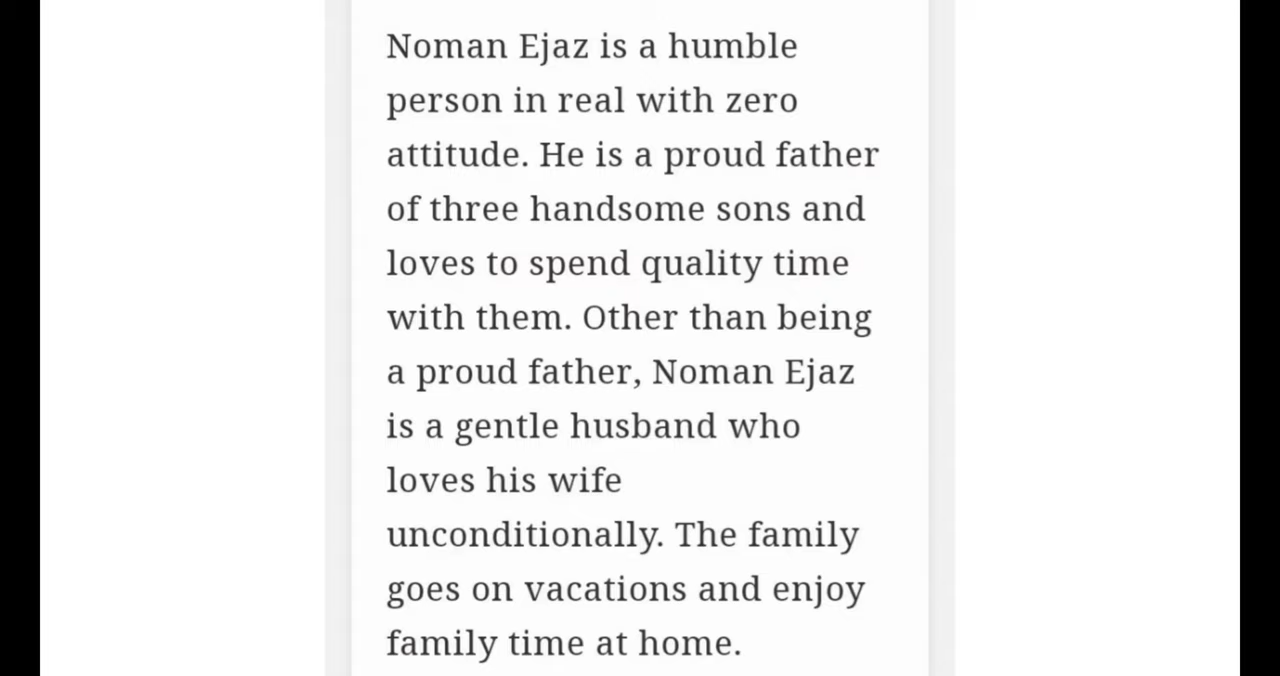 Noman Ejaz is a humble
person in real with zero
attitude. He is a proud father
of three handsome sons and
loves to spend quality time
with them. Other than being
a proud father, Noman Ejaz
is a gentle husband who
loves his wife
unconditionally. The family
goes on vacations and enjoy
family time at home.